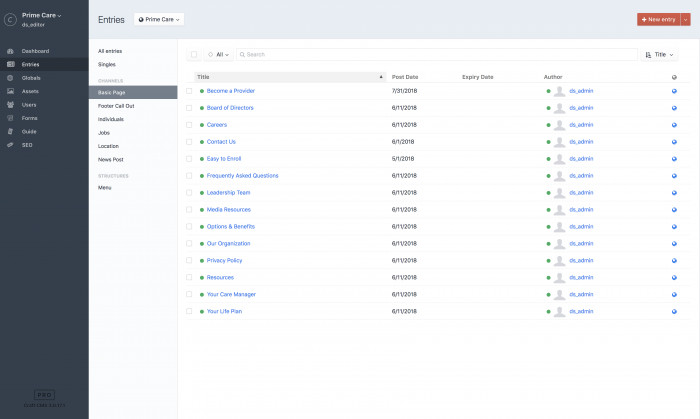 C
Prime Care
ds_editor
Dashboard
Entries
Globals
Assets
Users
Forms
Guide
SEO
PRO
Entries
Prime Care
+ New entry
All entries
Singles
CHANNELS
Basic Page
Footer Call Out
Individuals
Jobs
Location
News Post
STRUCTURES
Menu
All
Search
Title
Title Post Date Expiry Date Author
Become a Provider 7/31/2018 ds_admin
Board of Directors 6/11/2018 ds_admin
Careers 6/11/2018 ds_admin
Contact Us 6/1/2018 ds_admin
Easy to Enroll 5/1/2018 ds_admin
Frequently Asked Questions 6/11/2018 ds_admin
Leadership Team 6/11/2018 ds_admin
Media Resources 6/11/2018 ds_admin
Options & Benefits 6/11/2018 ds_admin
Our Organization 6/11/2018 ds_admin
Privacy Policy 6/11/2018 ds_admin
Resources 6/11/2018 ds_admin
Your Care Manager 6/11/2018 ds_admin
Your Life Plan 6/11/2018 ds_admin